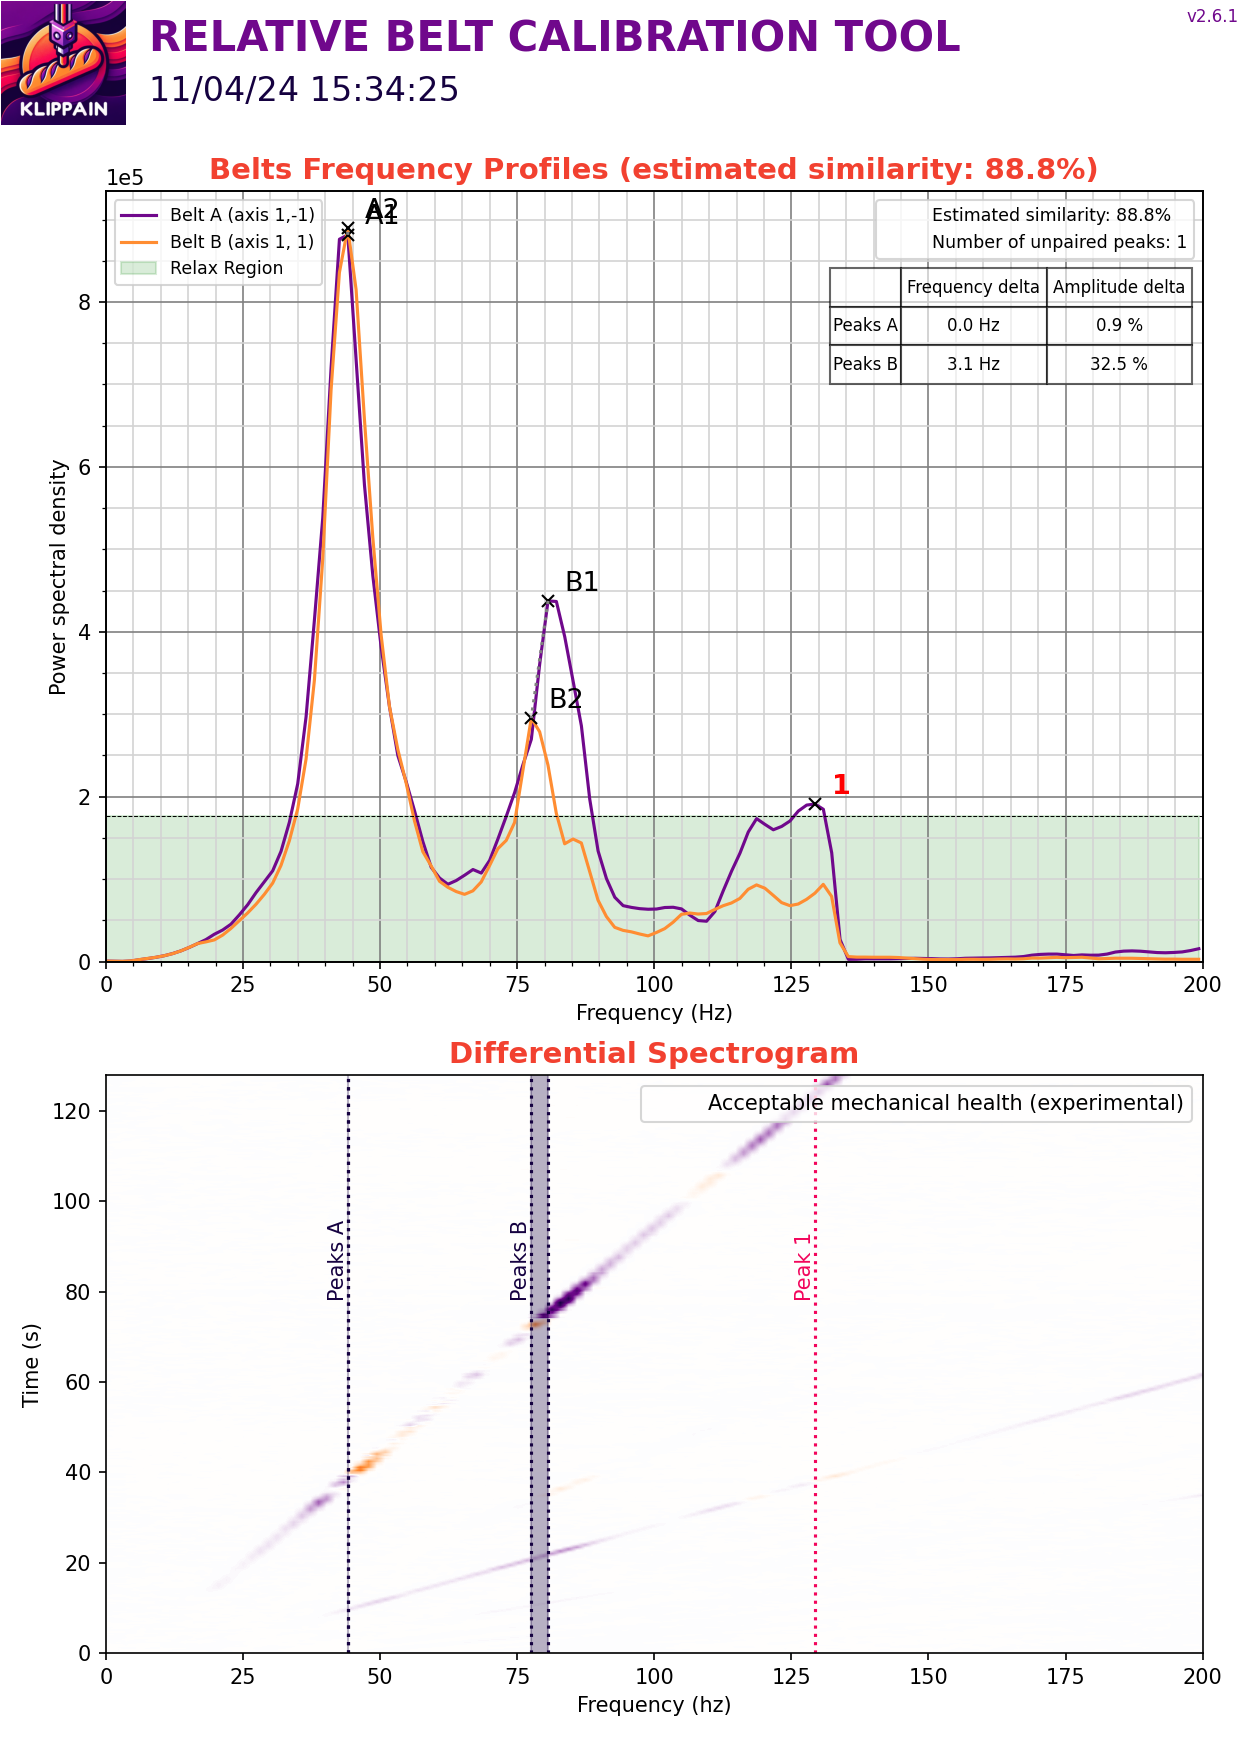 RELATIVE BELT CALIBRATION TOOL
v2.6.1
11/04/24 15:34:25
KLIPPAIN
Belts Frequency Profiles (estimated similarity: 88.8%)
1e5
Belt A (axis 1,-1)
Belt B (axis 1, 1)
Relax Region
A2
A1
Estimated similarity: 88.8%
Number of unpaired peaks: 1
Frequency delta Amplitude delta
Peaks A 0.0 Hz 0.9 %
Peaks B 3.1 Hz 32.5 %
B1
B2
1
Power spectral density
8
6
4
2
0
0 25 50 75 100 125 150 175 200
Frequency (Hz)
Differential Spectrogram
Acceptable mechanical health (experimental)
Peaks A
Peaks B
Peak 1
Time (s)
120
100
80
60
40
20
0
0 25 50 75 100 125 150 175 200
Frequency (hz)